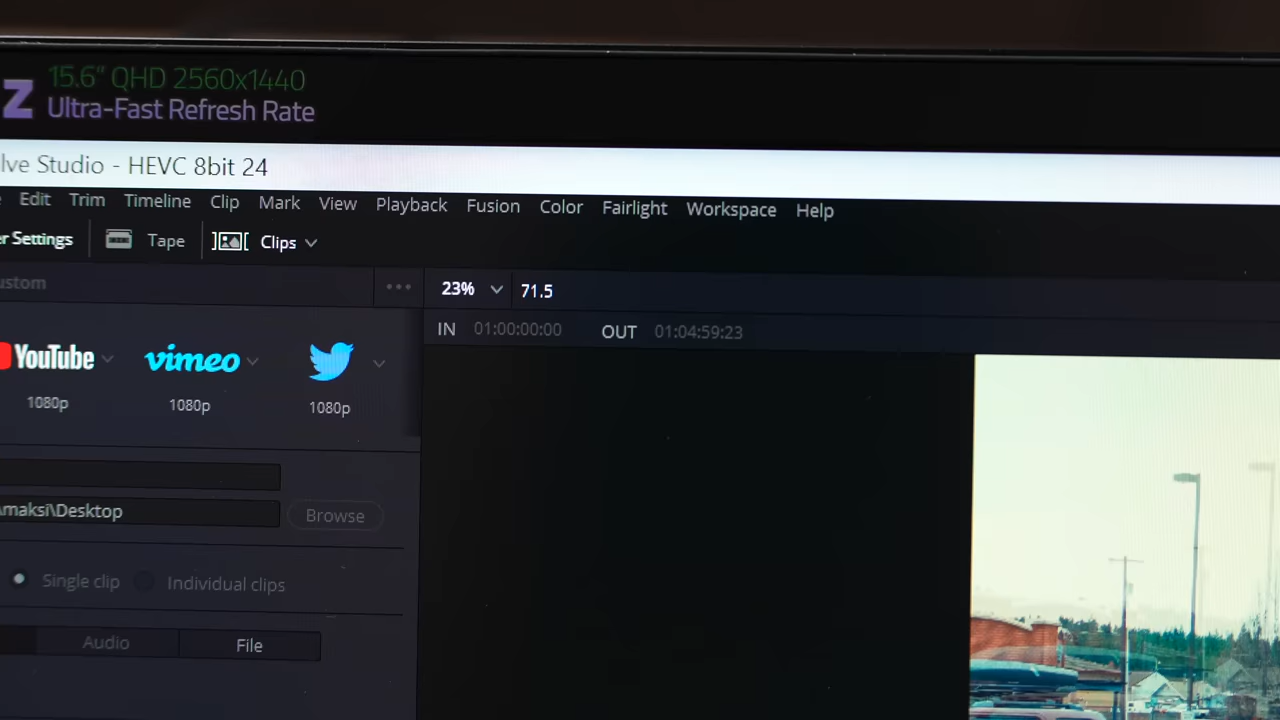 Z
15.6" QHD 2560x1440
Ultra-Fast Refresh Rate
lve Studio - HEVC 8bit 24
Edit Trim Timeline Clip Mark View Playback Fusion Color Fairlight Workspace Help
r Settings Tape Clips
ustom ••• 23% 71.5
IN 01:00:00:00 OUT 01:04:59:23
YouTube vimeo
1080p 1080p 1080p
maksi\Desktop Browse
Single clip Individual clips
Audio File